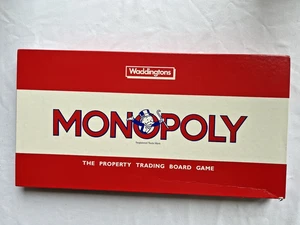 Waddingtons
MONOPOLY
THE PROPERTY TRADING BOARD GAME